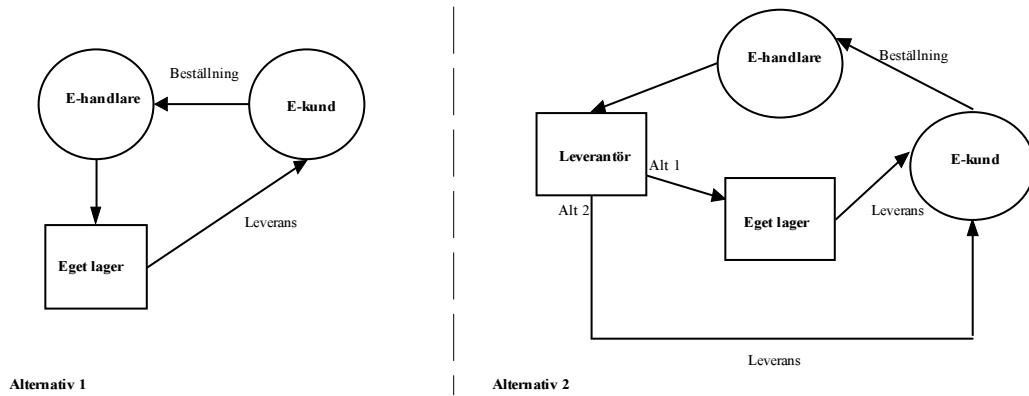 Beställning
E-handlare
E-kund
Leverans
Eget lager
Alternativ 1
E-handlare
Beställning
Leverantör
Alt 1
E-kund
Alt 2
Eget lager
Leverans
Leverans
Alternativ 2